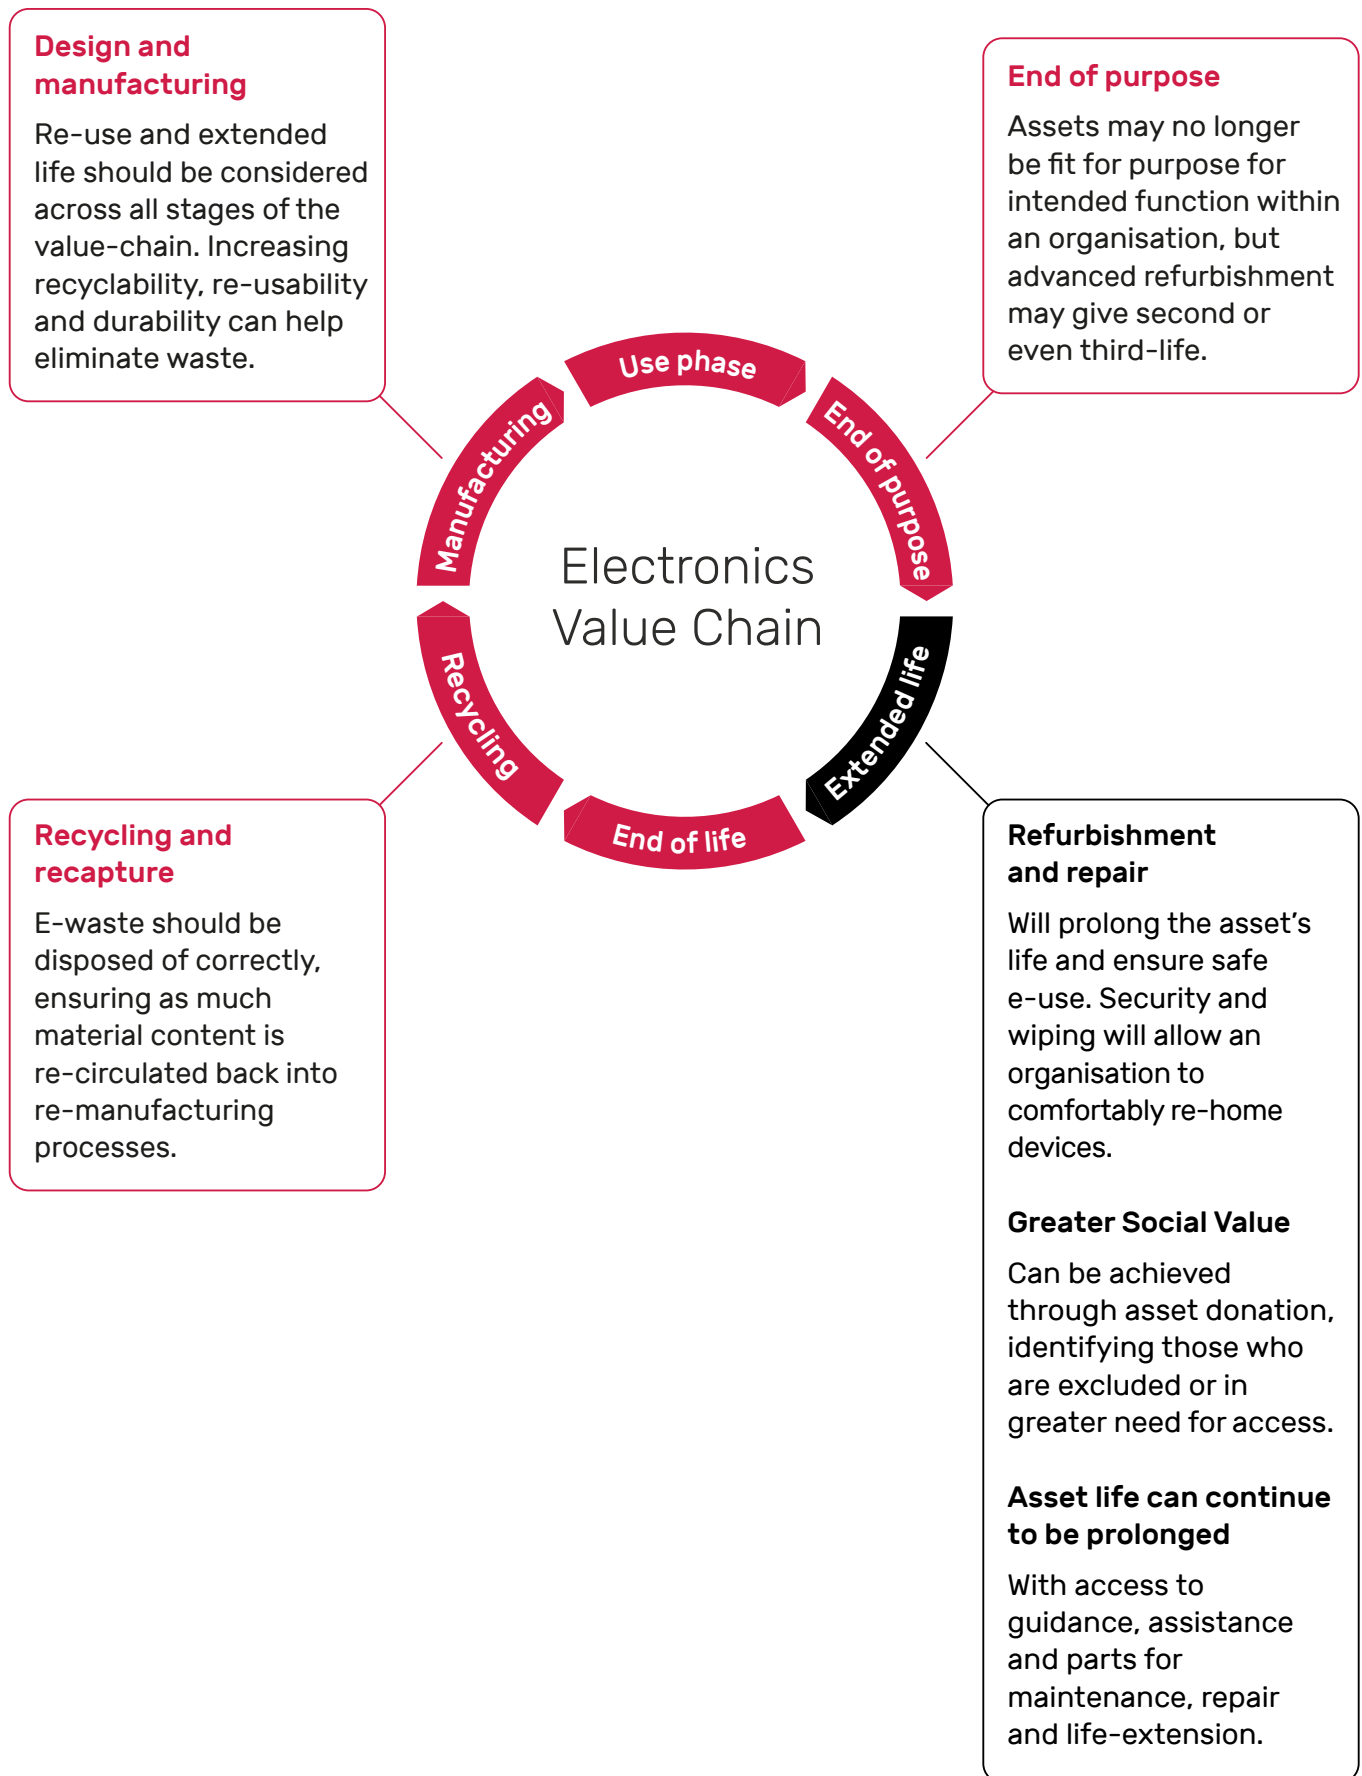 Design and
manufacturing
Re-use and extended
life should be considered
across all stages of the
value-chain. Increasing
recyclability, re-usability
and durability can help
eliminate waste.
End of purpose
Assets may no longer
be fit for purpose for
intended function within
an organisation, but
advanced refurbishment
may give second or
even third-life.
Use phase
End of purpose
Extended life
End of life
Recycling
Manufacturing
Electronics
Value Chain
Recycling and
recapture
E-waste should be
disposed of correctly,
ensuring as much
material content is
re-circulated back into
re-manufacturing
processes.
Refurbishment
and repair
Will prolong the asset’s
life and ensure safe
e-use. Security and
wiping will allow an
organisation to
comfortably re-home
devices.
Greater Social Value
Can be achieved
through asset donation,
identifying those who
are excluded or in
greater need for access.
Asset life can continue
to be prolonged
With access to
guidance, assistance
and parts for
maintenance, repair
and life-extension.